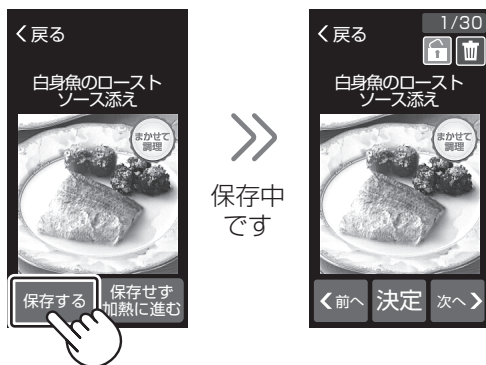 く戻る
白身魚のロースト
ソース添え
まかせて
調理
保存する
保存せず
加熱に進む
保存中
です
く戻る
1/30
白身魚のロースト
ソース添え
まかせて
調理
く前へ
決定
次へ>